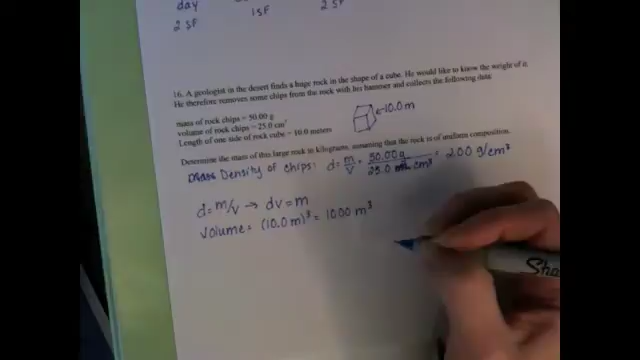 day
2 SF
1 SF
2 SF
16. A geologist in the desert finds a huge rock in the shape of a cube. He would like to know the weight of it.
He therefore removes some chips from the rock with his hammer and collects the following data:
mass of rock chips = 50.00 g
volume of rock chips = 25.0 cm³
Length of one side of rock cube = 10.0 meters
10.0 m
Determine the mass of this large rock in kilograms, assuming that the rock is of uniform composition.
Density of chips: d = m/v = 50.00 g / 25.0 cm³ = 2.00 g/cm³
d = m/v → dv = m
Volume = (10.0 m)³ = 1000 m³
Sha